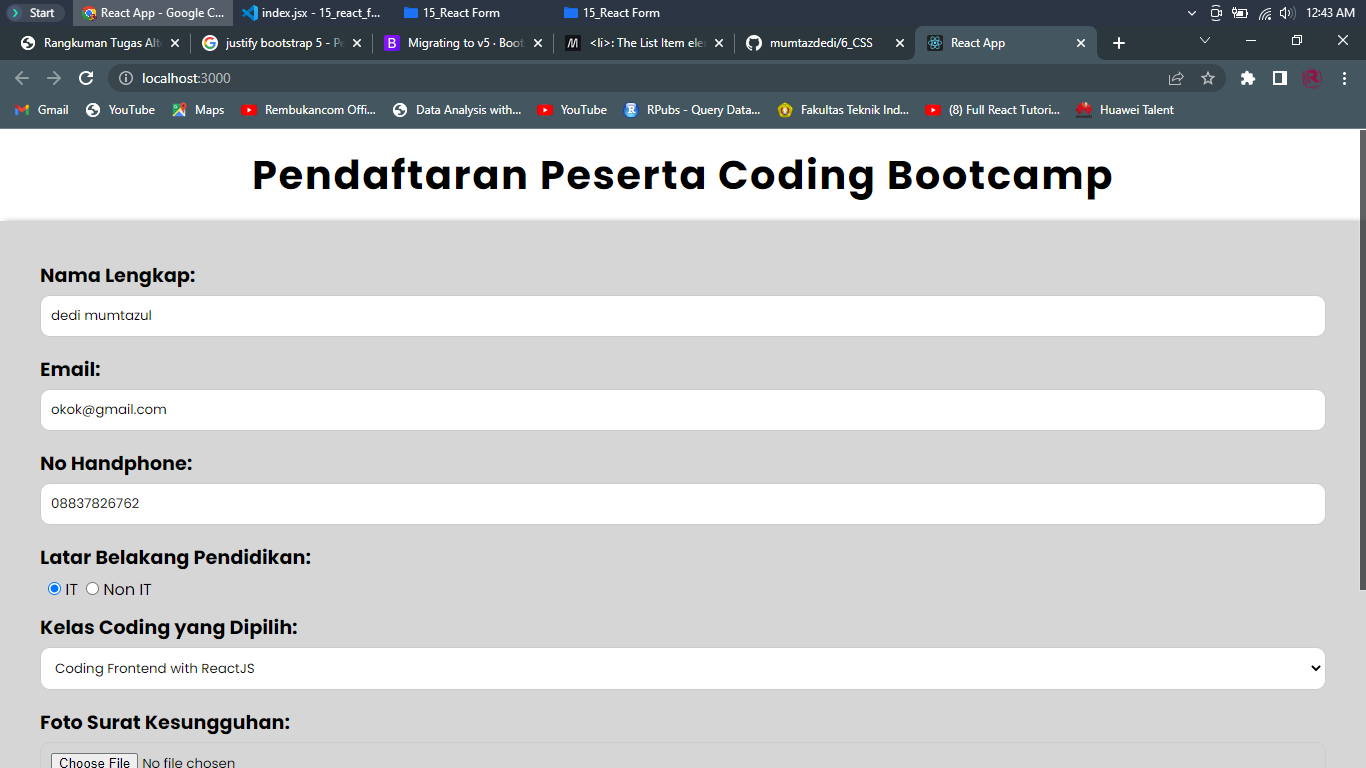 Start
React App - Google C...
index.jsx - 15_react_f...
15_React Form
15_React Form
12:43 AM
Rangkuman Tugas Alt
justify bootstrap 5 - Pe
Migrating to v5 · Boot
<li>: The List Item ele
mumtazdedi/6_CSS
React App
localhost:3000
Gmail
YouTube
Maps
Rembukancom Offi...
Data Analysis with...
YouTube
RPubs - Query Data...
Fakultas Teknik Ind...
(8) Full React Tutori...
Huawei Talent
Pendaftaran Peserta Coding Bootcamp
Nama Lengkap:
dedi mumtazul
Email:
okok@gmail.com
No Handphone:
08837826762
Latar Belakang Pendidikan:
IT Non IT
Kelas Coding yang Dipilih:
Coding Frontend with ReactJS
Foto Surat Kesungguhan:
Choose File No file chosen